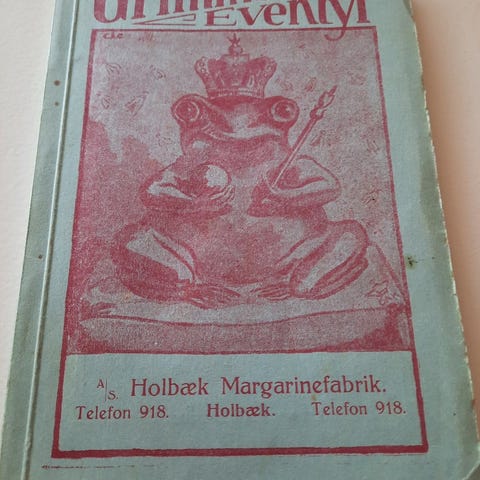 Eventyr
A/S. Holbæk Margarinefabrik.
Telefon 918. Holbæk. Telefon 918.